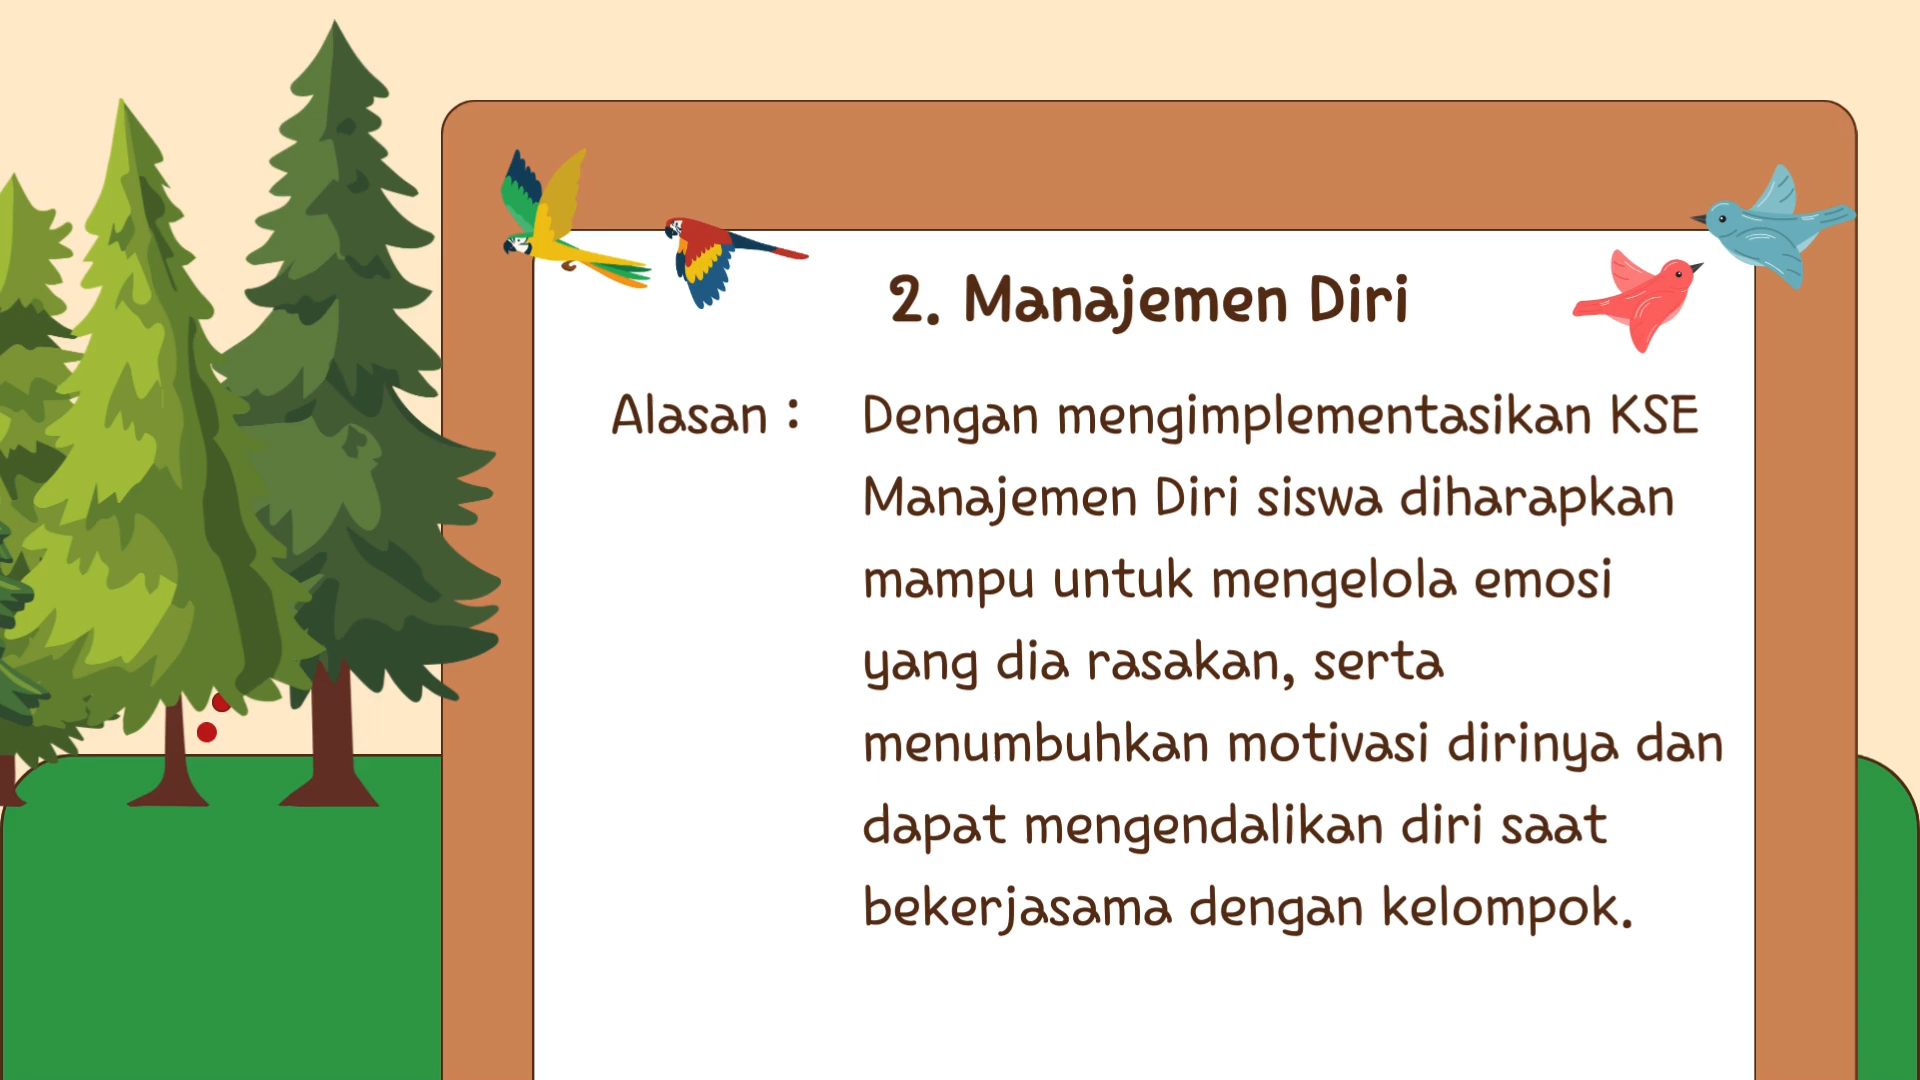 2. Manajemen Diri
Alasan : Dengan mengimplementasikan KSE
Manajemen Diri siswa diharapkan
mampu untuk mengelola emosi
yang dia rasakan, serta
menumbuhkan motivasi dirinya dan
dapat mengendalikan diri saat
bekerjasama dengan kelompok.